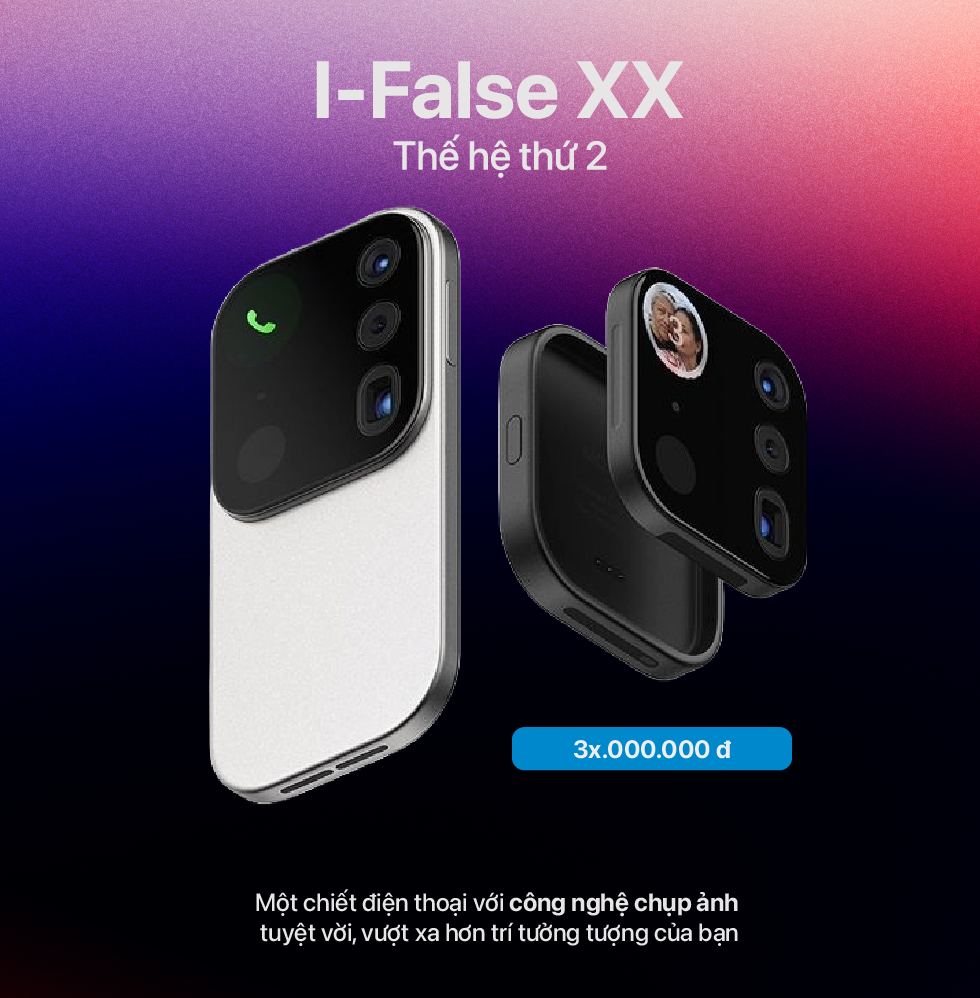 I-False XX
Thế hệ thứ 2
3x.000.000 đ
Một chiết điện thoại với công nghệ chụp ảnh
tuyệt vời, vượt xa hơn trí tưởng tượng của bạn